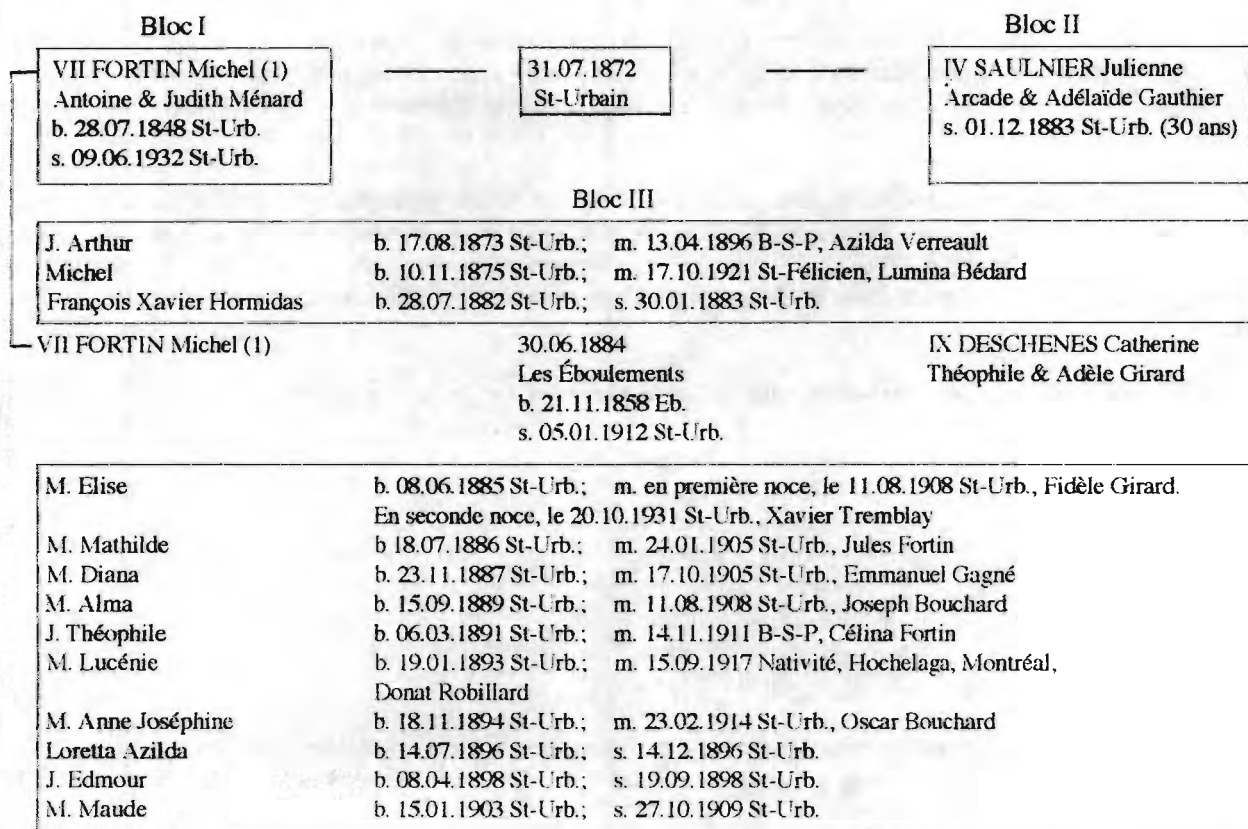 Bloc I Bloc II
VII FORTIN Michel (1) 31.07.1872 IV SAULNIER Julienne
Antoine & Judith Ménard St-Urbain Arcade & Adélaïde Gauthier
b. 28.07.1848 St-Urb. s. 01.12.1883 St-Urb. (30 ans)
s. 09.06.1932 St-Urb.
Bloc III
J. Arthur b. 17.08.1873 St-Urb.; m. 13.04.1896 B-S-P, Azilda Verreault
Michel b. 10.11.1875 St-Urb.; m. 17.10.1921 St-Félicien, Lumina Bédard
François Xavier Hormidas b. 28.07.1882 St-Urb.; s. 30.01.1883 St-Urb.
VII FORTIN Michel (1) 30.06.1884 IX DESCHENES Catherine
Les Éboulements Théophile & Adèle Girard
b. 21.11.1858 Eb.
s. 05.01.1912 St-Urb.
M. Elise b. 08.06.1885 St-Urb.; m. en première noce, le 11.08.1908 St-Urb., Fidèle Girard.
En seconde noce, le 20.10.1931 St-Urb., Xavier Tremblay
M. Mathilde b 18.07.1886 St-Urb.; m. 24.01.1905 St-Urb., Jules Fortin
M. Diana b. 23.11.1887 St-Urb.; m. 17.10.1905 St-Urb., Emmanuel Gagné
M. Alma b. 15.09.1889 St-Urb.; m. 11.08.1908 St-Urb., Joseph Bouchard
J. Théophile b. 06.03.1891 St-Urb.; m. 14.11.1911 B-S-P, Célina Fortin
M. Lucénie b. 19.01.1893 St-Urb.; m. 15.09.1917 Nativité, Hochelaga, Montréal,
Donat Robillard
M. Anne Joséphine b. 18.11.1894 St-Urb.; m. 23.02.1914 St-Urb., Oscar Bouchard
Loretta Azilda b. 14.07.1896 St-Urb.; s. 14.12.1896 St-Urb.
J. Edmour b. 08.04.1898 St-Urb.; s. 19.09.1898 St-Urb.
M. Maude b. 15.01.1903 St-Urb.; s. 27.10.1909 St-Urb.